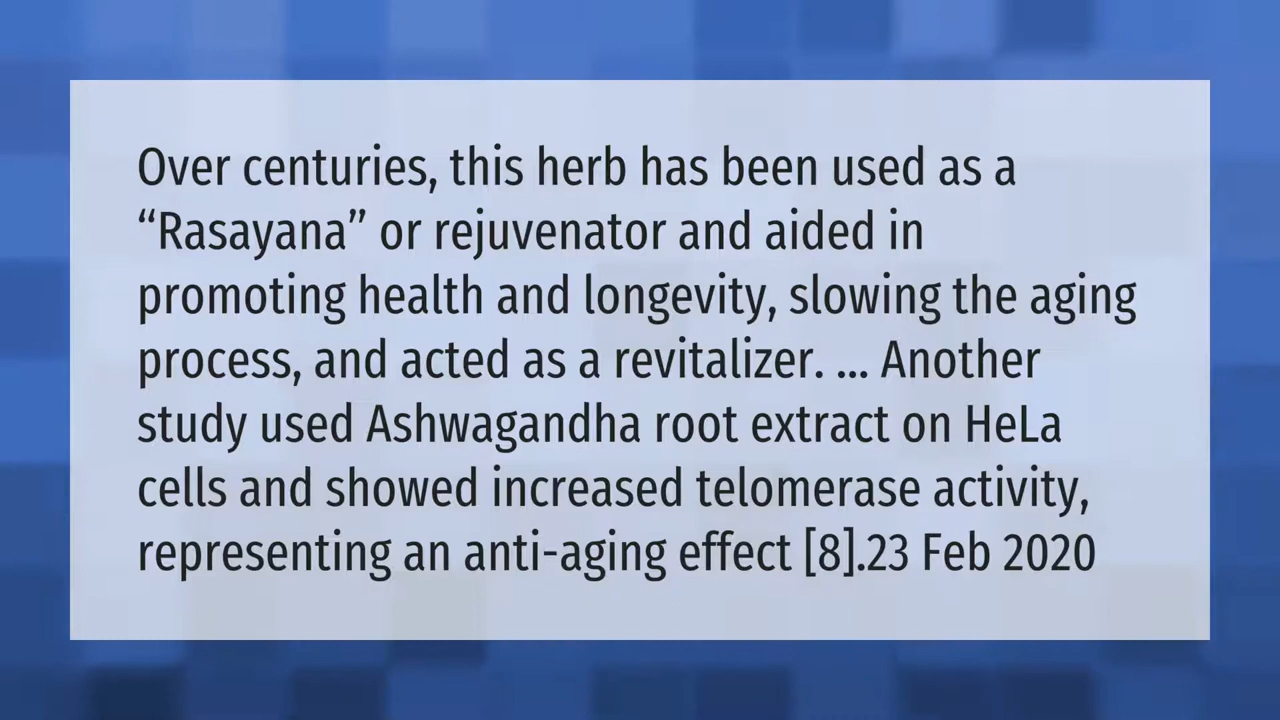 Over centuries, this herb has been used as a
“Rasayana” or rejuvenator and aided in
promoting health and longevity, slowing the aging
process, and acted as a revitalizer. ... Another
study used Ashwagandha root extract on HeLa
cells and showed increased telomerase activity,
representing an anti-aging effect [8].23 Feb 2020